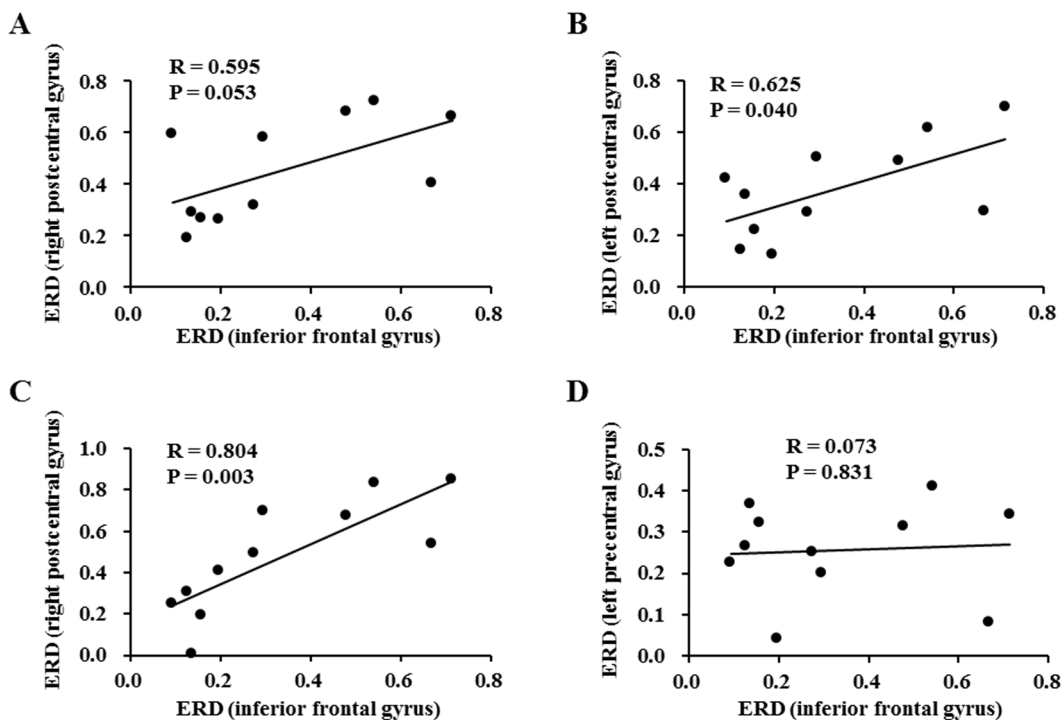 A
R = 0.595
P = 0.053
ERD (right postcentral gyrus)
0.8
0.6
0.4
0.2
0.0
0.0 0.2 0.4 0.6 0.8
ERD (inferior frontal gyrus)
B
R = 0.625
P = 0.040
ERD (left postcentral gyrus)
0.8
0.6
0.4
0.2
0.0
0.0 0.2 0.4 0.6 0.8
ERD (inferior frontal gyrus)
C
R = 0.804
P = 0.003
ERD (right postcentral gyrus)
1.0
0.8
0.6
0.4
0.2
0.0
0.0 0.2 0.4 0.6 0.8
ERD (inferior frontal gyrus)
D
R = 0.073
P = 0.831
ERD (left precentral gyrus)
0.5
0.4
0.3
0.2
0.1
0.0
0.0 0.2 0.4 0.6 0.8
ERD (inferior frontal gyrus)